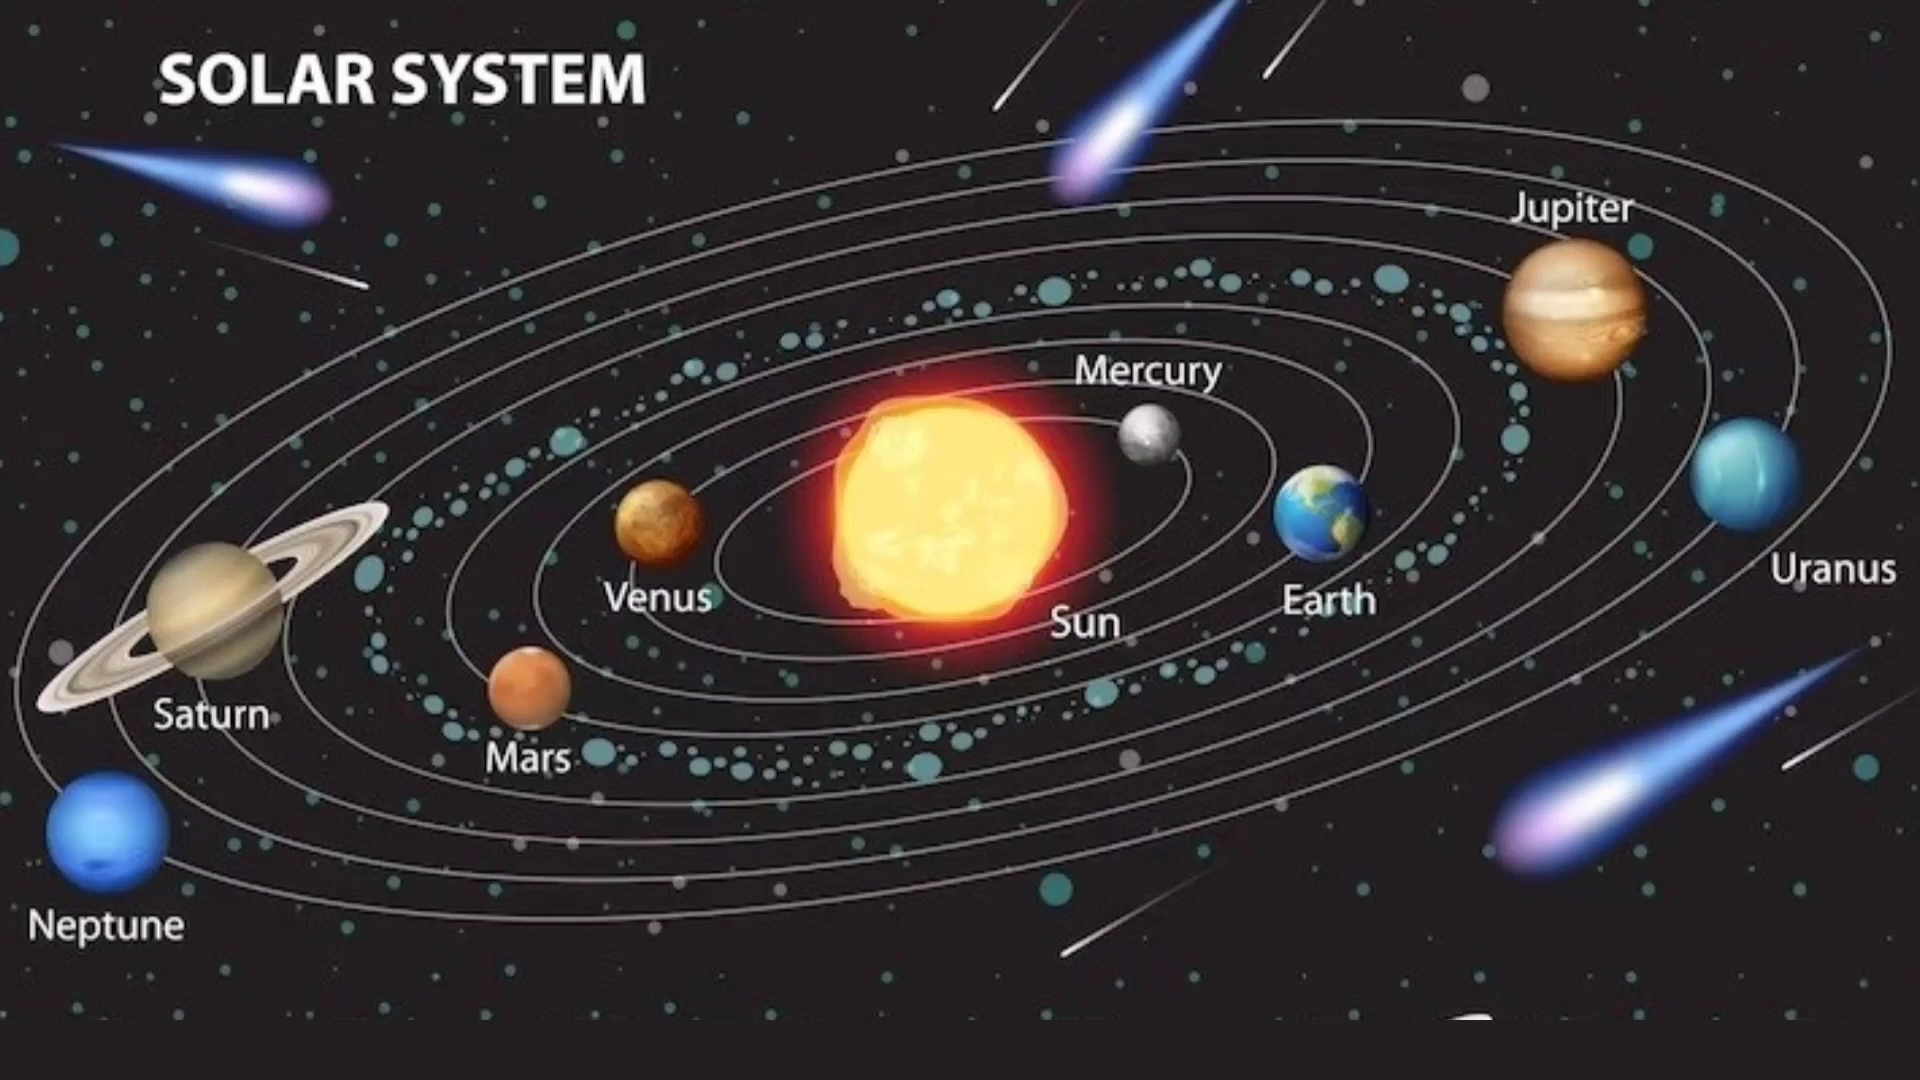 SOLAR SYSTEM
Jupiter
Mercury
Uranus
Venus
Earth
Sun
Saturn
Mars
Neptune